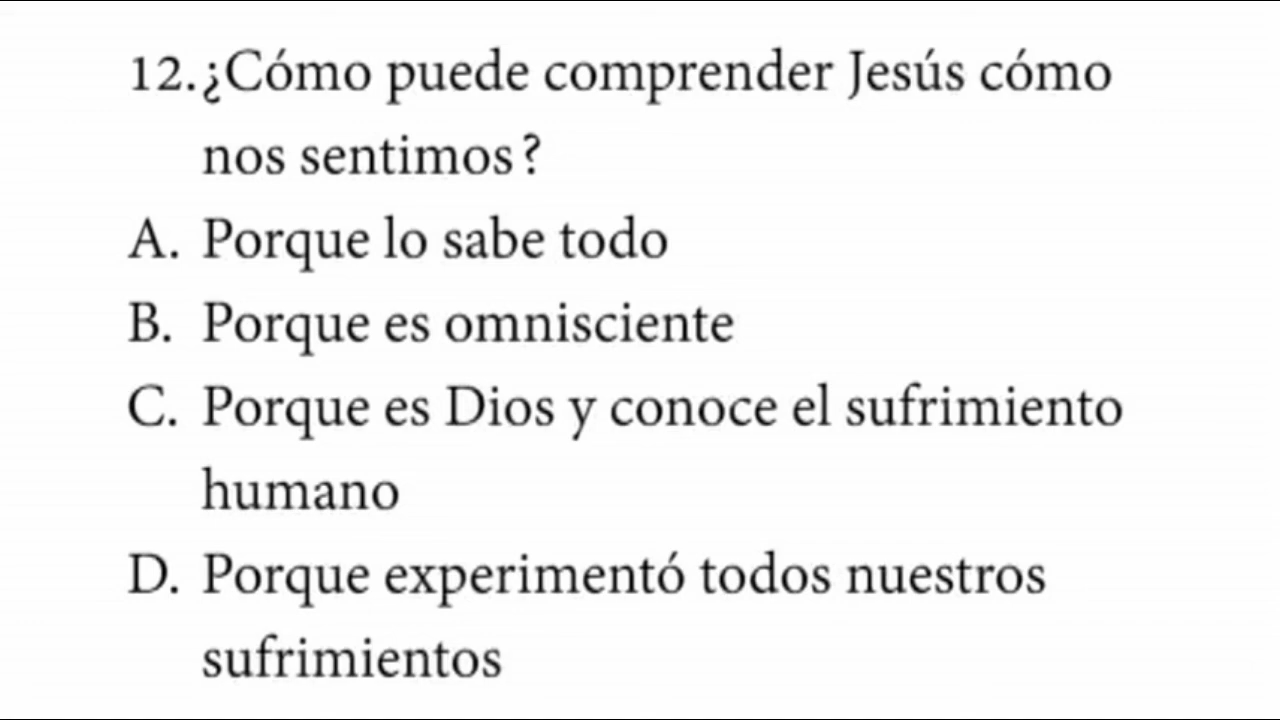 12. ¿Cómo puede comprender Jesús cómo
nos sentimos?
A. Porque lo sabe todo
B. Porque es omnisciente
C. Porque es Dios y conoce el sufrimiento
humano
D. Porque experimentó todos nuestros
sufrimientos